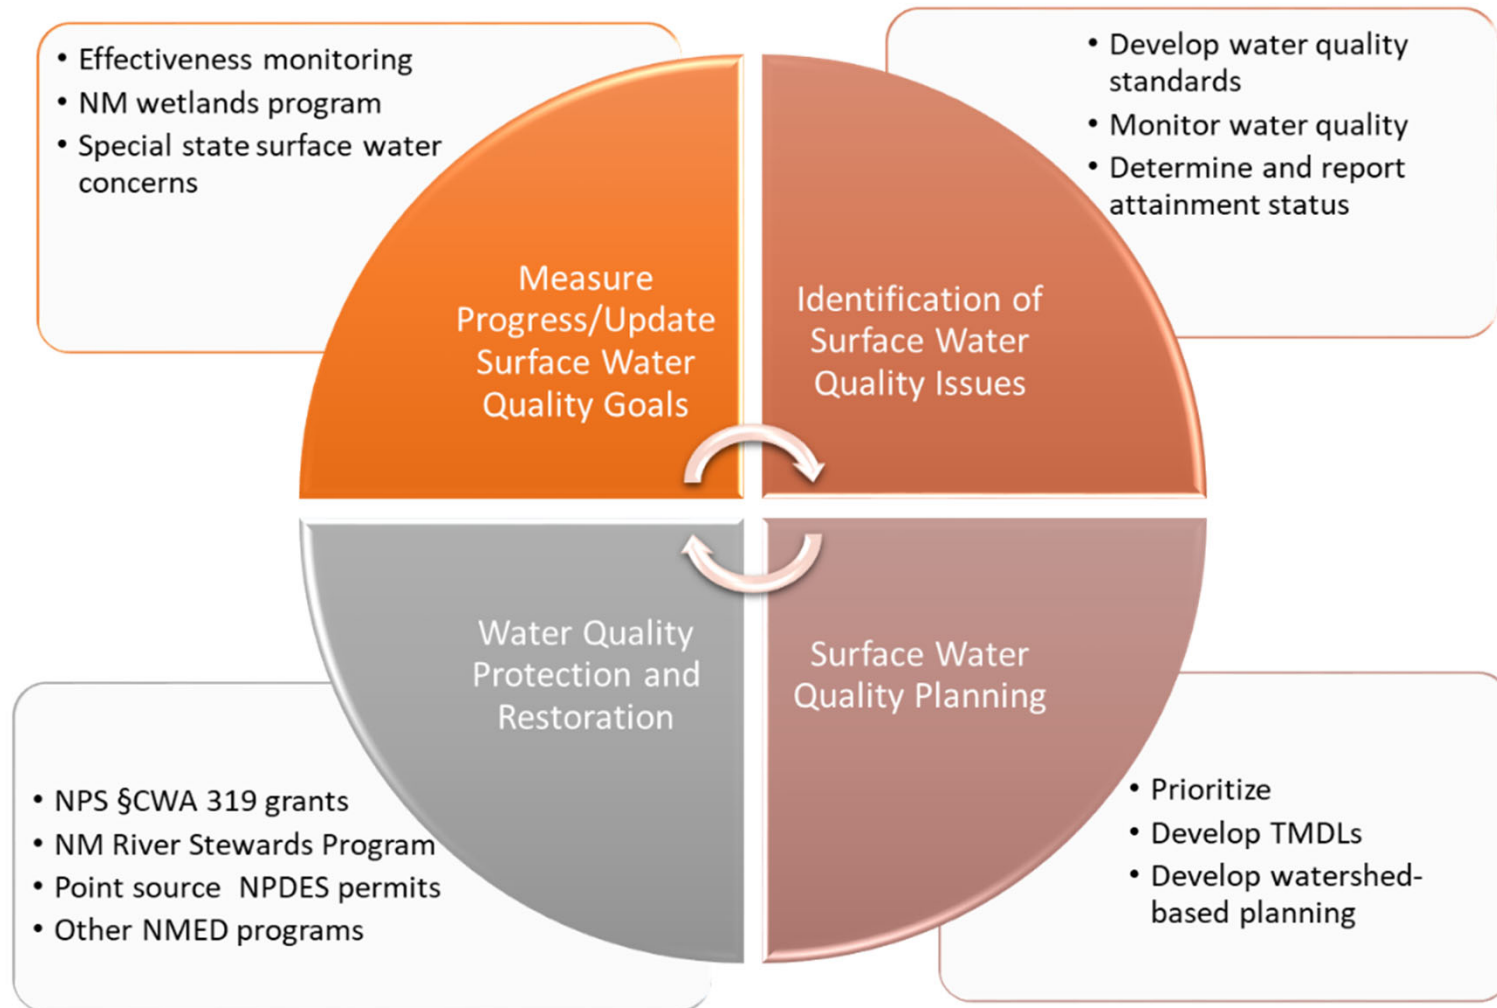 • Effectiveness monitoring
• NM wetlands program
• Special state surface water
concerns
• Develop water quality
standards
• Monitor water quality
• Determine and report
attainment status
Measure
Progress/Update
Surface Water
Quality Goals
Identification of
Surface Water
Quality Issues
Water Quality
Protection and
Restoration
Surface Water
Quality Planning
• NPS §CWA 319 grants
• NM River Stewards Program
• Point source  NPDES permits
• Other NMED programs
• Prioritize
• Develop TMDLs
• Develop watershed-
based planning